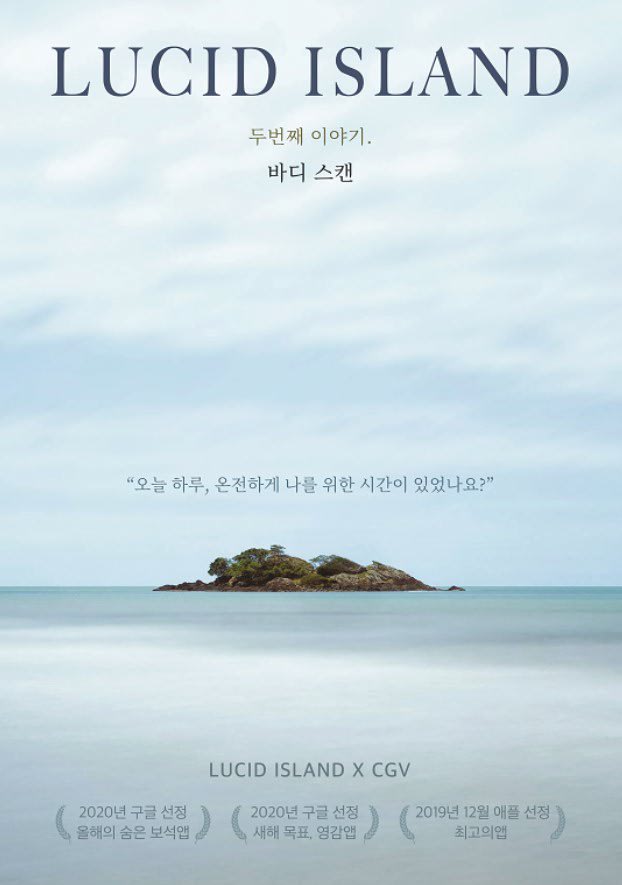 LUCID ISLAND
두번째 이야기.
바디 스캔
“오늘 하루, 온전하게 나를 위한 시간이 있었나요?”
LUCID ISLAND X CGV
2020년 구글 선정
올해의 숨은 보석앱
2020년 구글 선정
새해 목표, 영감앱
2019년 12월 애플 선정
최고의앱